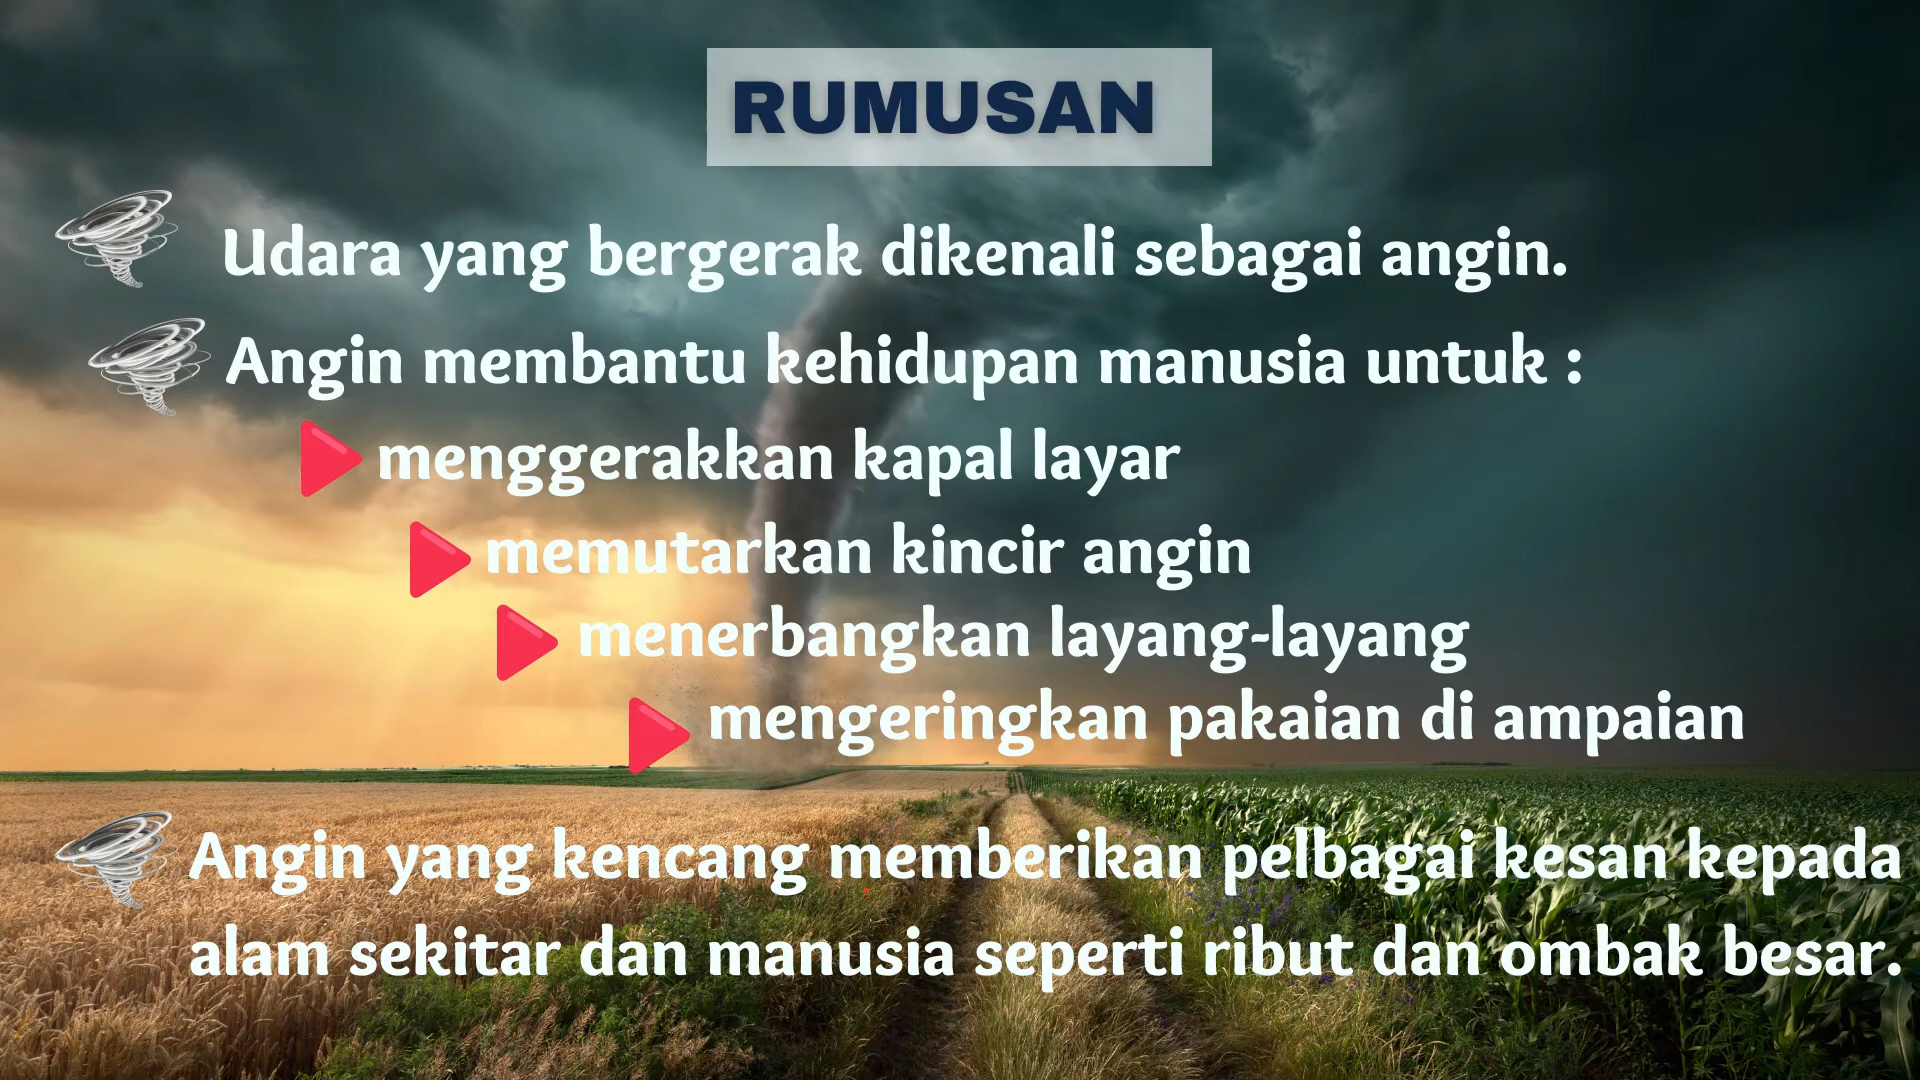 RUMUSAN
Udara yang bergerak dikenali sebagai angin.
Angin membantu kehidupan manusia untuk :
menggerakkan kapal layar
memutarkan kincir angin
menerbangkan layang-layang
mengeringkan pakaian di ampaian
Angin yang kencang memberikan pelbagai kesan kepada
alam sekitar dan manusia seperti ribut dan ombak besar.